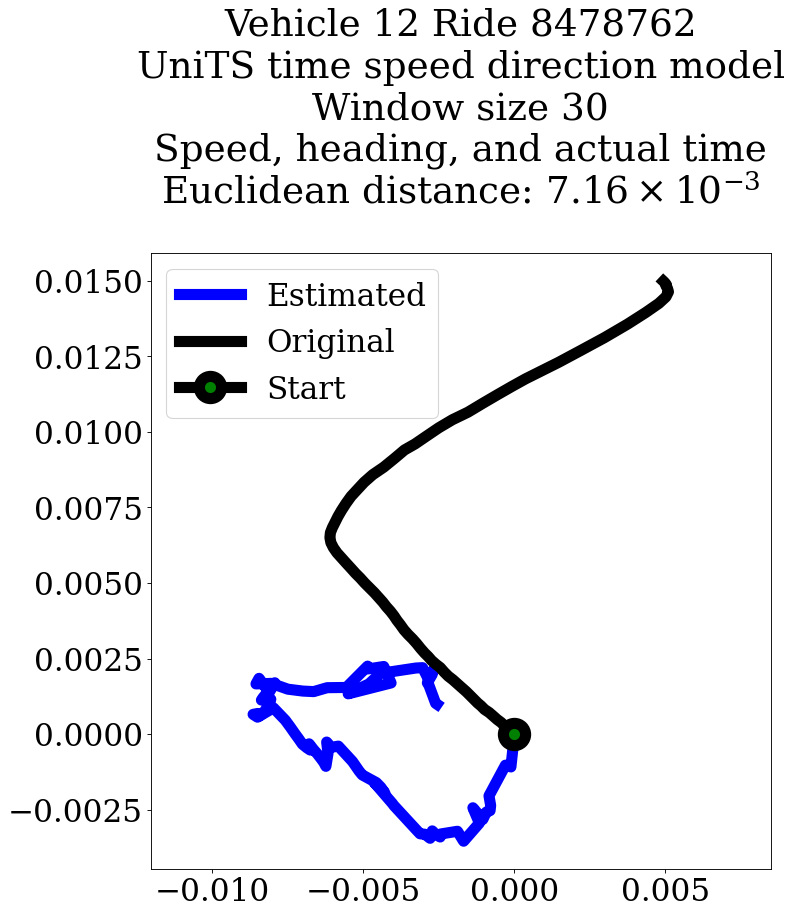 Vehicle 12 Ride 8478762
UniTS time speed direction model
Window size 30
Speed, heading, and actual time
Euclidean distance: 7.16 × 10⁻³
Estimated
Original
Start
0.0150
0.0125
0.0100
0.0075
0.0050
0.0025
0.0000
−0.0025
−0.010 −0.005 0.000 0.005